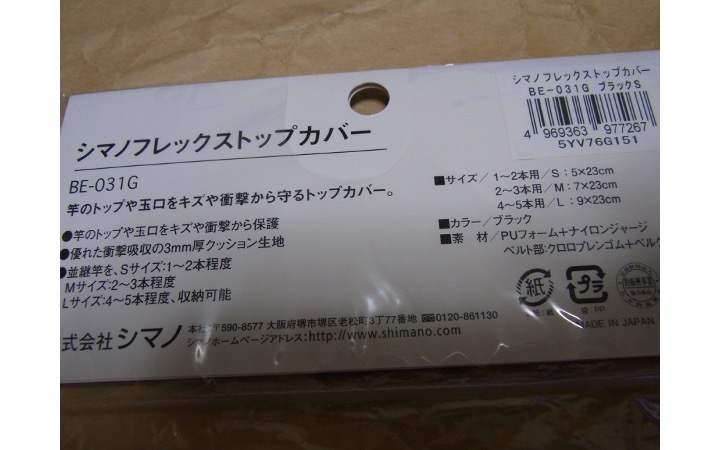 シマノフレックストップカバー
BE-031G ブラックS
4 969363 977267
5YV76G151
シマノフレックストップカバー
BE-031G
竿のトップや玉口をキズや衝撃から守るトップカバー。
●竿のトップや玉口をキズや衝撃から保護
●優れた衝撃吸収の3mm厚クッション生地
●並継竿を、Sサイズ:1〜2本程度
Mサイズ:2〜3本程度
Lサイズ:4〜5本程度、収納可能
■サイズ/1〜2本用/S:5×23cm
2〜3本用/M:7×23cm
4〜5本用/L:9×23cm
■カラー/ブラック
■素 材/PUフォーム+ナイロンジャージ
ベルト部:クロロプレンゴム+ベルク
紙
プラ
袋:PP
MADE IN JAPAN
式会社 シマノ
本社:〒590-8577 大阪府堺市堺区老松町3丁77番地 0120-861130
シマノホームページアドレス:http://www.shimano.com